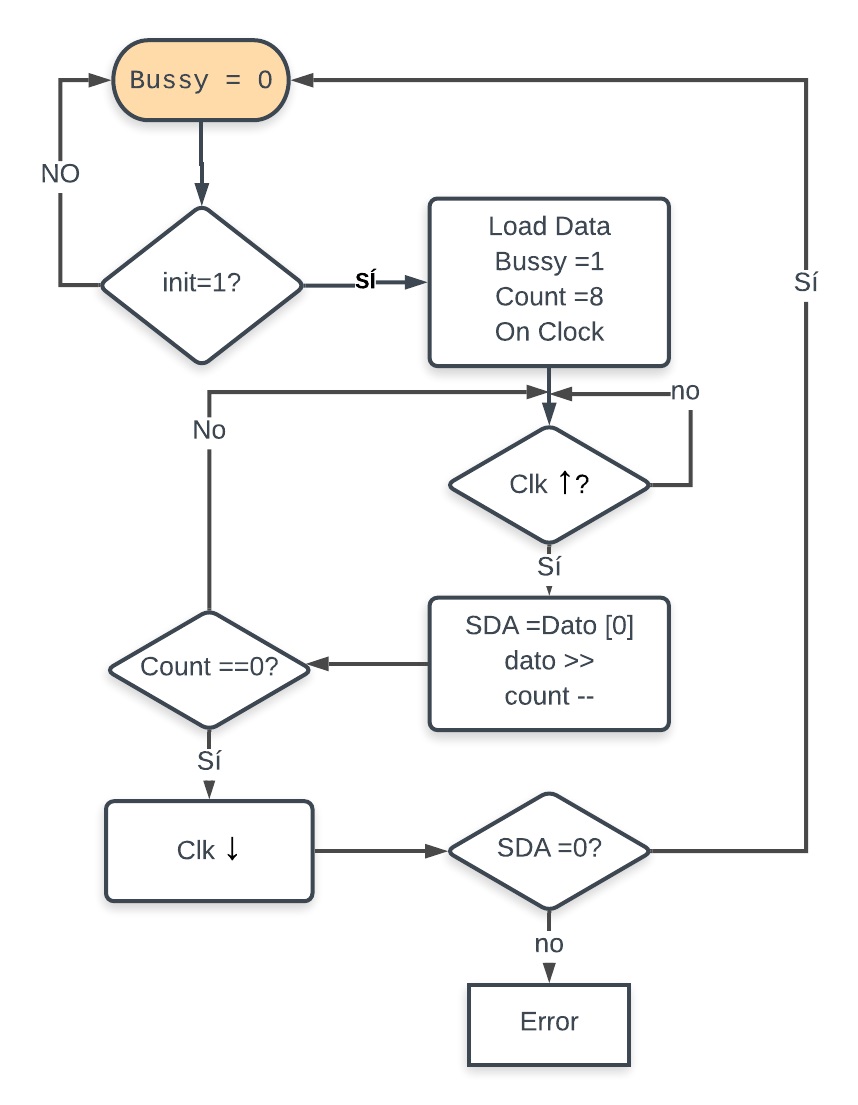 Bussy = 0
NO
init=1?
SÍ
Load Data
Bussy =1
Count =8
On Clock
Sí
no
No
Clk ↑?
Sí
SDA =Dato [0]
dato >>
count --
Count ==0?
Sí
Clk ↓
SDA =0?
no
Error